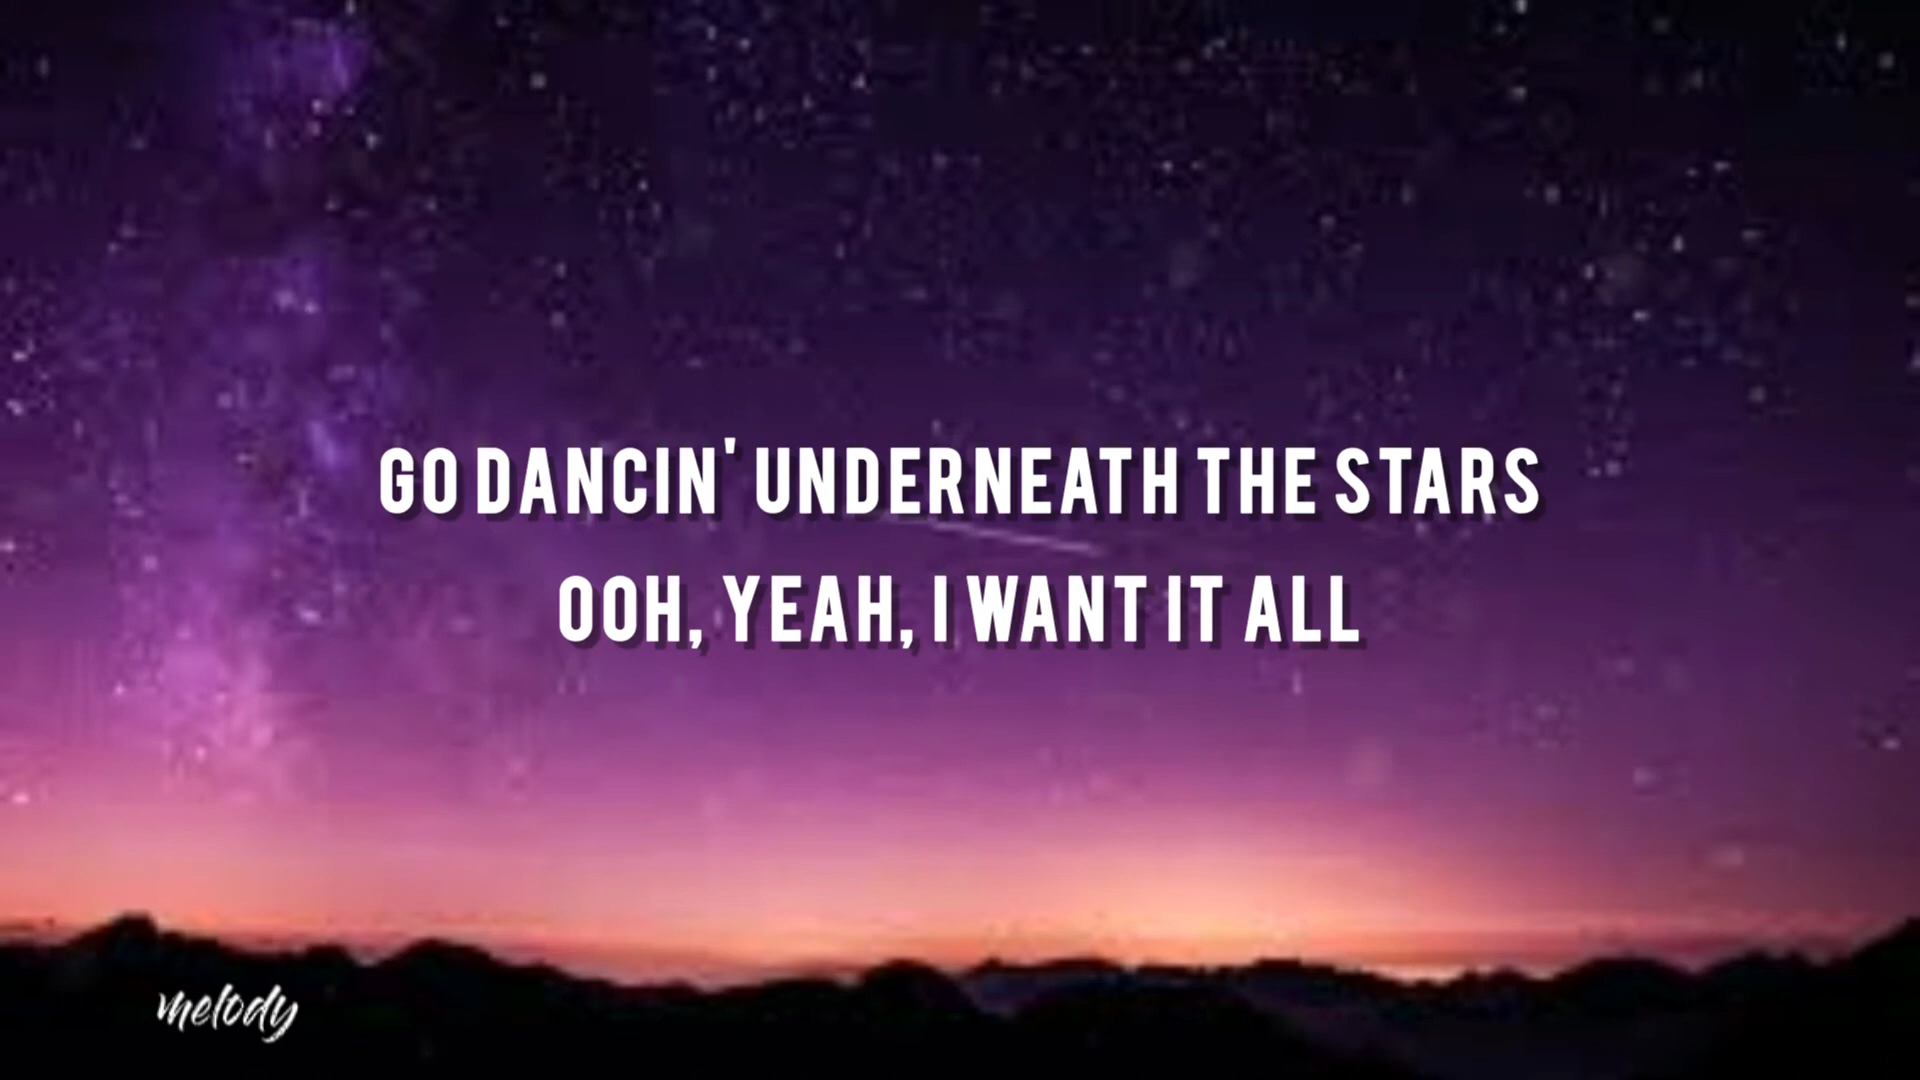 GO DANCIN' UNDERNEATH THE STARS
OOH, YEAH, I WANT IT ALL
melody